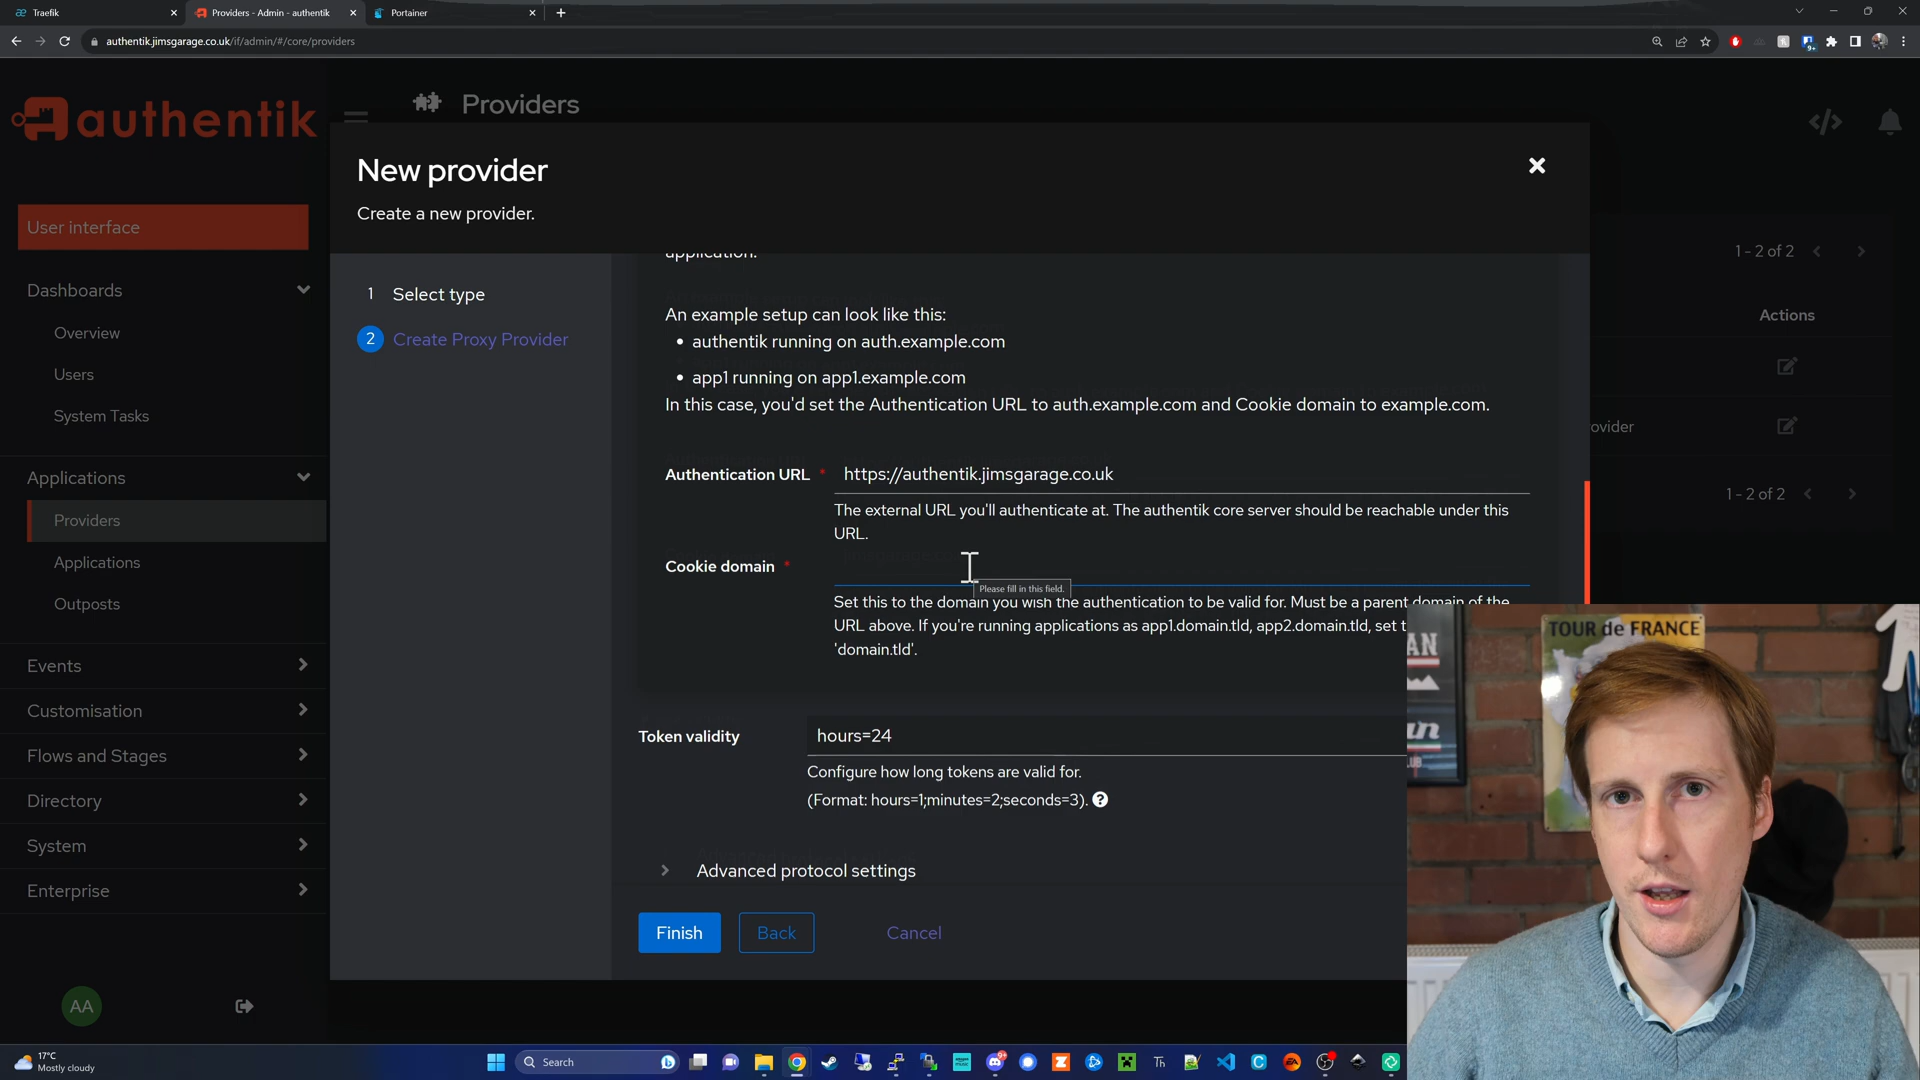 Traefik
Providers - Admin - authentik
Portainer
authentik.jimsgarage.co.uk/if/admin/#/core/providers
9+
authentik
Providers
New provider
Create a new provider.
User interface
Dashboards
Overview
Users
System Tasks
Applications
Providers
Applications
Outposts
Events
Customisation
Flows and Stages
Directory
System
Enterprise
AA
1 Select type
2 Create Proxy Provider
application.
An example setup can look like this:
authentik running on auth.example.com
app1 running on app1.example.com
In this case, you'd set the Authentication URL to auth.example.com and Cookie domain to example.com.
Authentication URL * https://authentik.jimsgarage.co.uk
The external URL you'll authenticate at. The authentik core server should be reachable under this
URL.
Cookie domain *
Please fill in this field.
Set this to the domain you wish the authentication to be valid for. Must be a parent domain of the
URL above. If you're running applications as app1.domain.tld, app2.domain.tld, set t
'domain.tld'.
Token validity hours=24
Configure how long tokens are valid for.
(Format: hours=1;minutes=2;seconds=3).
Advanced protocol settings
Finish
Back
Cancel
1 - 2 of 2
Actions
ovider
1 - 2 of 2
TOUR de FRANCE
17°C
Mostly cloudy
Search